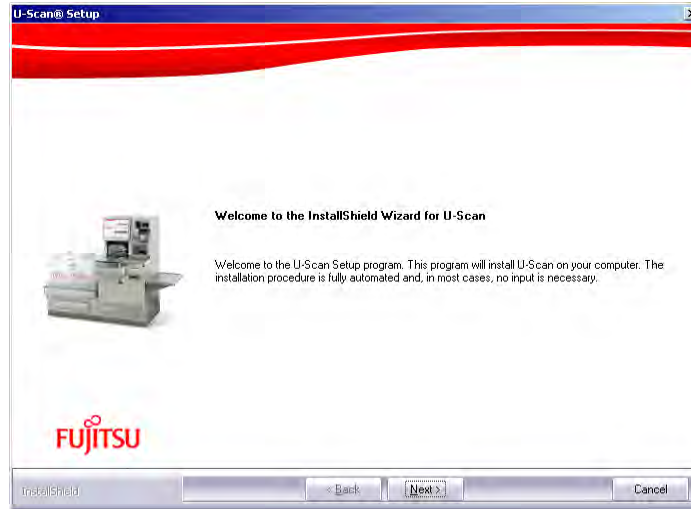 U-Scan® Setup
Welcome to the InstallShield Wizard for U-Scan
Welcome to the U-Scan Setup program. This program will install U-Scan on your computer. The
installation procedure is fully automated and, in most cases, no input is necessary.
FUJITSU
InstallShield
< Back
Next >
Cancel